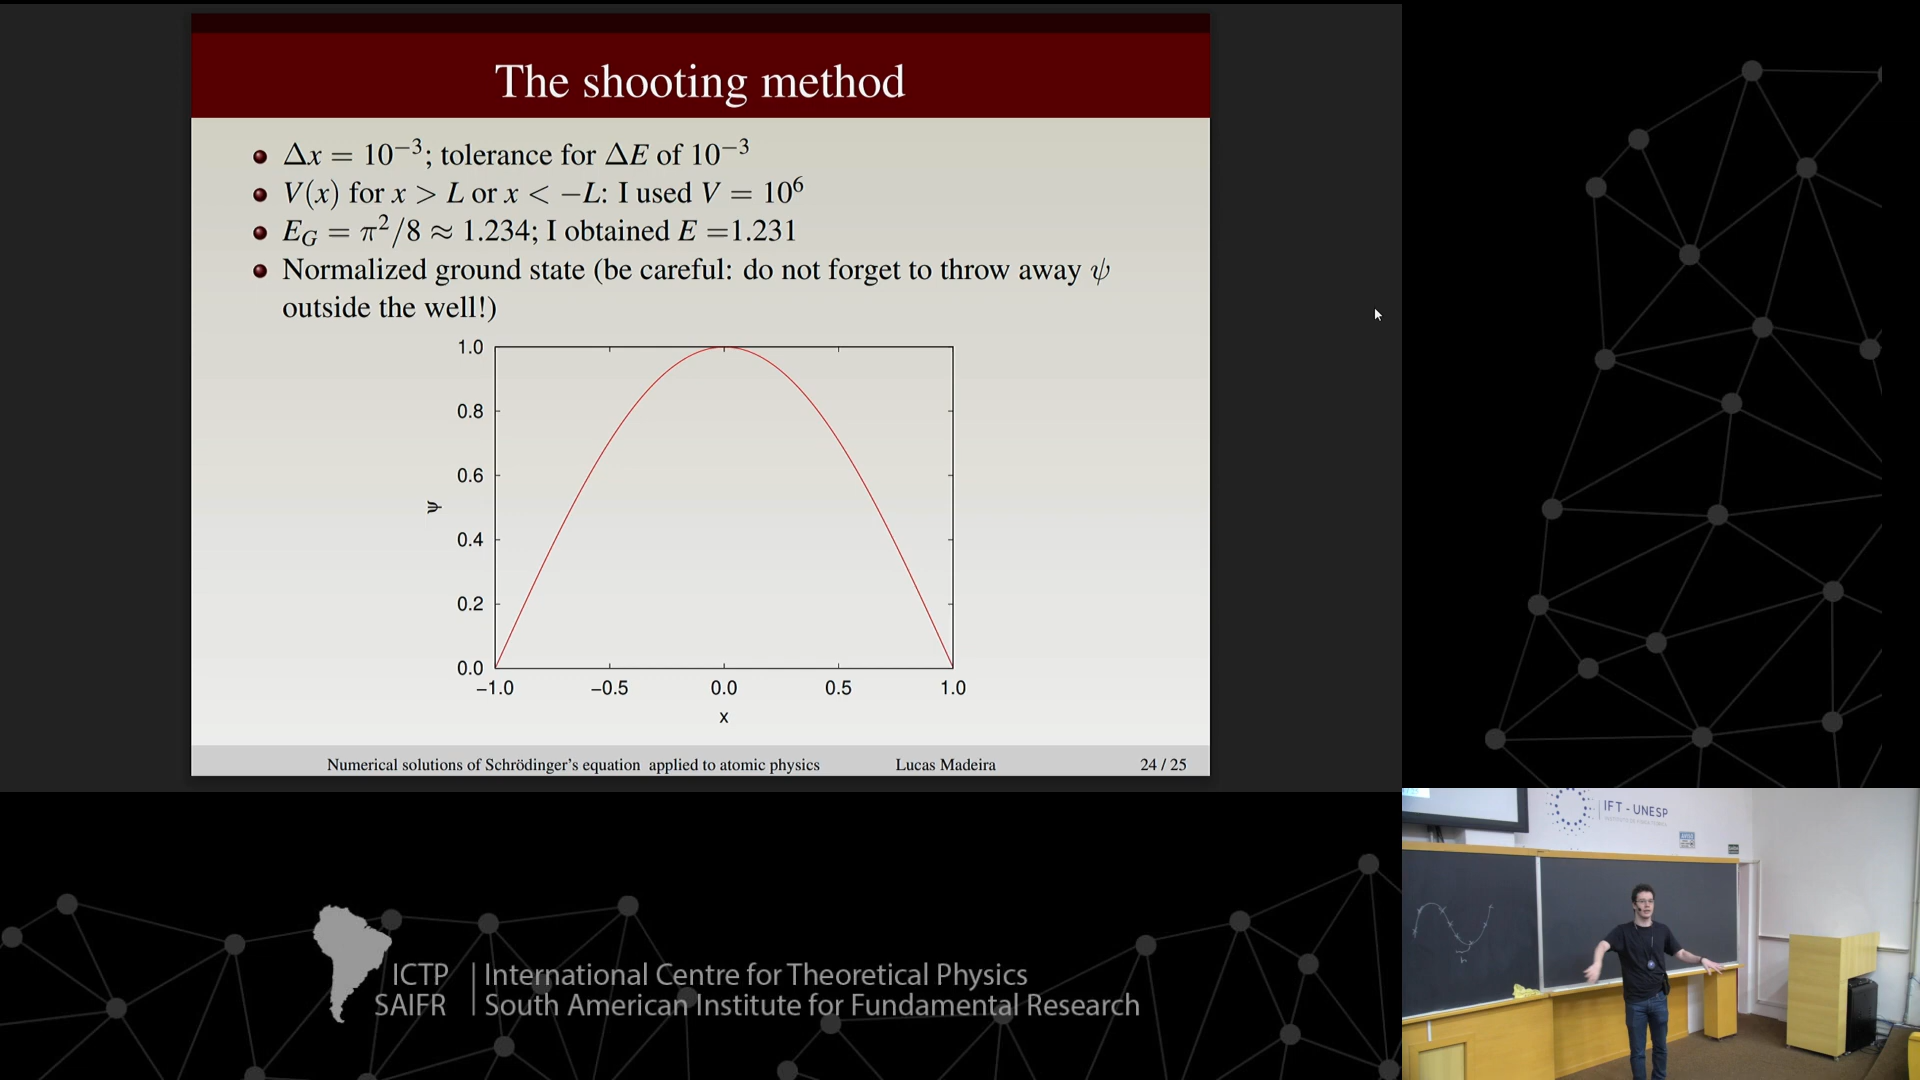 The shooting method
Δx = 10⁻³; tolerance for ΔE of 10⁻³
V(x) for x > L or x < −L: I used V = 10⁶
E_G = π²/8 ≈ 1.234; I obtained E =1.231
Normalized ground state (be careful: do not forget to throw away ψ
outside the well!)
1.0
0.8
0.6
0.4
0.2
0.0
ψ
−1.0 −0.5 0.0 0.5 1.0
x
Numerical solutions of Schrödinger's equation applied to atomic physics Lucas Madeira 24 / 25
IFT - UNESP
ICTP | International Centre for Theoretical Physics
SAIFR | South American Institute for Fundamental Research